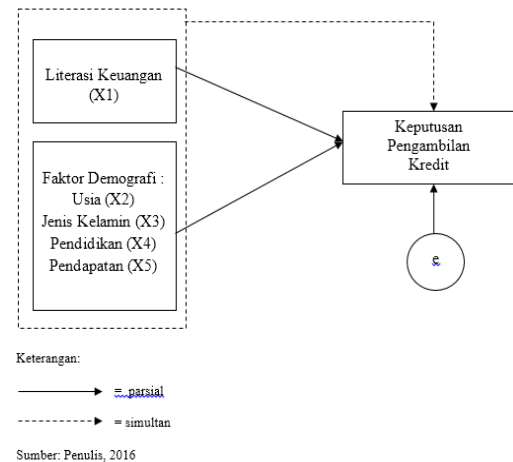 Literasi Keuangan
(X1)
Faktor Demografi :
Usia (X2)
Jenis Kelamin (X3)
Pendidikan (X4)
Pendapatan (X5)
Keputusan
Pengambilan
Kredit
e
Keterangan:
= parsial
= simultan
Sumber: Penulis, 2016